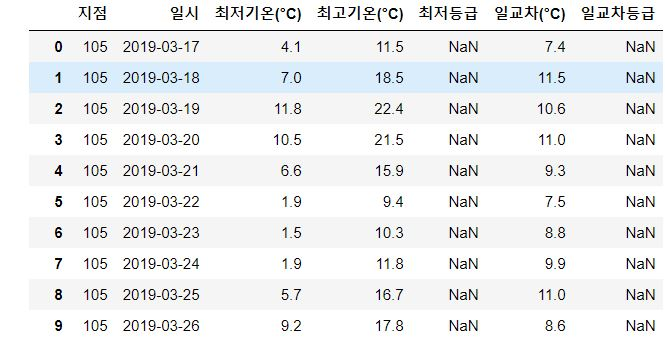 지점 일시 최저기온(°C) 최고기온(°C) 최저등급 일교차(°C) 일교차등급
0 105 2019-03-17 4.1 11.5 NaN 7.4 NaN
1 105 2019-03-18 7.0 18.5 NaN 11.5 NaN
2 105 2019-03-19 11.8 22.4 NaN 10.6 NaN
3 105 2019-03-20 10.5 21.5 NaN 11.0 NaN
4 105 2019-03-21 6.6 15.9 NaN 9.3 NaN
5 105 2019-03-22 1.9 9.4 NaN 7.5 NaN
6 105 2019-03-23 1.5 10.3 NaN 8.8 NaN
7 105 2019-03-24 1.9 11.8 NaN 9.9 NaN
8 105 2019-03-25 5.7 16.7 NaN 11.0 NaN
9 105 2019-03-26 9.2 17.8 NaN 8.6 NaN